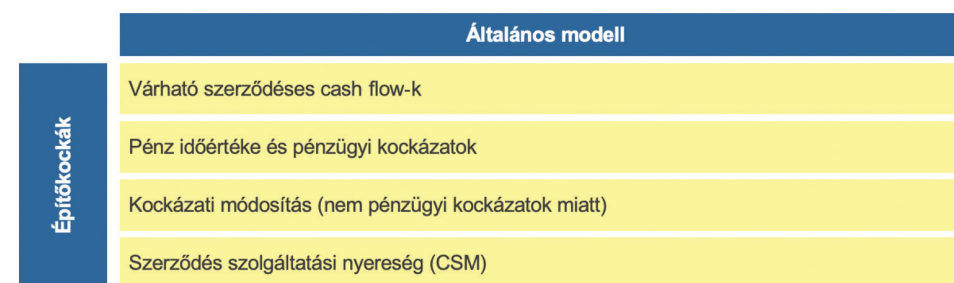 Általános modell
Építőkockák
Várható szerződéses cash flow-k
Pénz időértéke és pénzügyi kockázatok
Kockázati módosítás (nem pénzügyi kockázatok miatt)
Szerződés szolgáltatási nyereség (CSM)